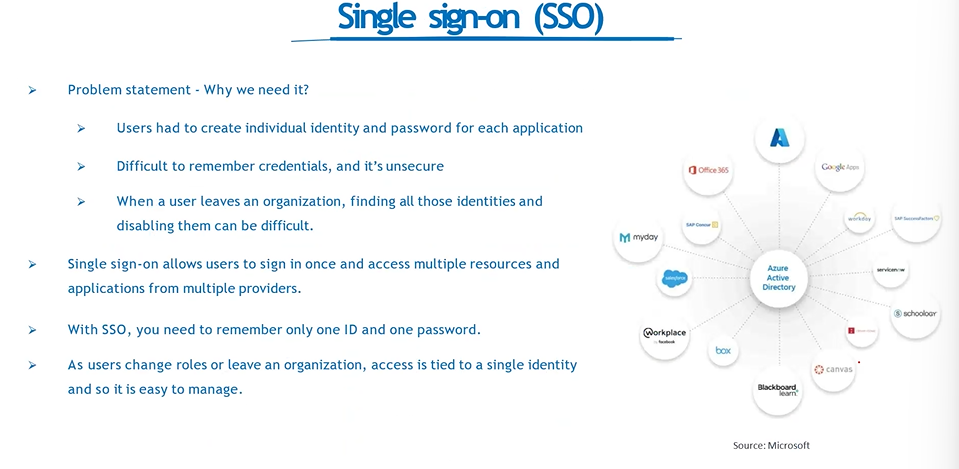 Single sign-on (SSO)
Problem statement - Why we need it?
Users had to create individual identity and password for each application
Difficult to remember credentials, and it's unsecure
When a user leaves an organization, finding all those identities and
disabling them can be difficult.
Single sign-on allows users to sign in once and access multiple resources and
applications from multiple providers.
With SSO, you need to remember only one ID and one password.
As users change roles or leave an organization, access is tied to a single identity
and so it is easy to manage.
Office 365
Google Apps
SAP Concur
workday
SAP SuccessFactors
myday
salesforce
Azure
Active
Directory
servicenow
schoology
Workplace
by facebook
box
canvas
Blackboard
learn
Source: Microsoft